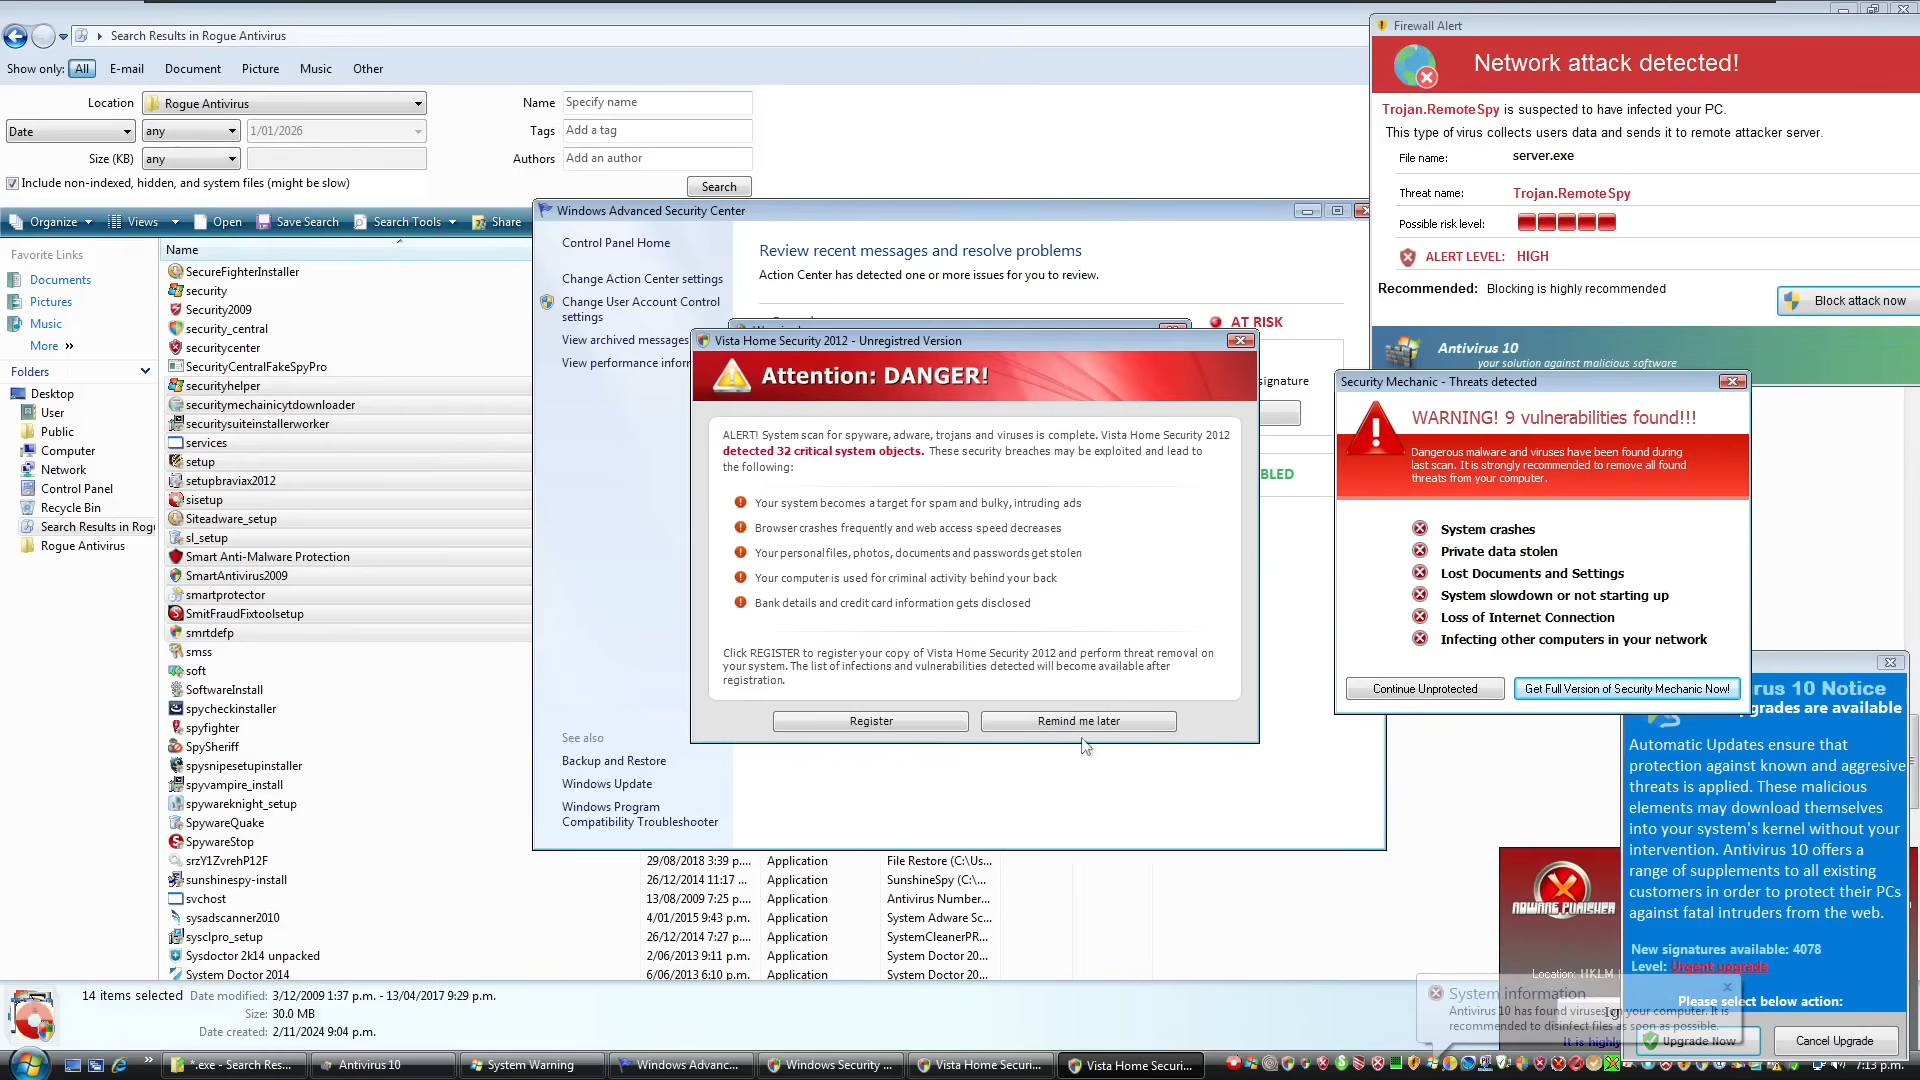 Search Results in Rogue Antivirus
Show only: All E-mail Document Picture Music Other
Location Rogue Antivirus
Name Specify name
Date any 1/01/2026
Tags Add a tag
Size (KB) any
Authors Add an author
Include non-indexed, hidden, and system files (might be slow)
Search
Organize Views Open Save Search Search Tools Share
Favorite Links
Documents
Pictures
Music
More »
Folders
Desktop
User
Public
Computer
Network
Control Panel
Recycle Bin
Search Results in Rog
Rogue Antivirus
Name
SecureFighterInstaller
security
Security2009
security_central
securitycenter
SecurityCentralFakeSpyPro
securityhelper
securitymechainicytdownloader
securitysuiteinstallerworker
services
setup
setupbraviax2012
sisetup
Siteadware_setup
sl_setup
Smart Anti-Malware Protection
SmartAntivirus2009
smartprotector
SmitFraudFixtoolsetup
smrtdefp
smss
soft
SoftwareInstall
spycheckinstaller
spyfighter
SpySheriff
spysnipesetupinstaller
spyvampire_install
spywareknight_setup
SpywareQuake
SpywareStop
srzY1ZvrehP12F 29/08/2018 3:39 p.... Application File Restore (C:\Us...
sunshinespy-install 26/12/2014 11:17 ... Application SunshineSpy (C:\...
svchost 13/08/2009 7:25 p.... Application Antivirus Number...
sysadscanner2010 4/01/2015 9:43 p.m. Application System Adware Sc...
sysclpro_setup 26/12/2014 7:27 p.... Application SystemCleanerPR...
Sysdoctor 2k14 unpacked 2/06/2013 9:11 p.m. Application System Doctor 20...
System Doctor 2014 6/06/2013 6:10 p.m. Application System Doctor 20...
14 items selected Date modified: 3/12/2009 1:37 p.m. - 13/04/2017 9:29 p.m.
Size: 30.0 MB
Date created: 2/11/2024 9:04 p.m.
Windows Advanced Security Center
Control Panel Home
Change Action Center settings
Change User Account Control
settings
View archived messages
View performance infor
See also
Backup and Restore
Windows Update
Windows Program
Compatibility Troubleshooter
Review recent messages and resolve problems
Action Center has detected one or more issues for you to review.
AT RISK
signature
BLED
Vista Home Security 2012 - Unregistred Version
Attention: DANGER!
ALERT! System scan for spyware, adware, trojans and viruses is complete. Vista Home Security 2012
detected 32 critical system objects. These security breaches may be exploited and lead to
the following:
Your system becomes a target for spam and bulky, intruding ads
Browser crashes frequently and web access speed decreases
Your personal files, photos, documents and passwords get stolen
Your computer is used for criminal activity behind your back
Bank details and credit card information gets disclosed
Click REGISTER to register your copy of Vista Home Security 2012 and perform threat removal on
your system. The list of infections and vulnerabilities detected will become available after
registration.
Register Remind me later
Firewall Alert
Network attack detected!
Trojan.RemoteSpy is suspected to have infected your PC.
This type of virus collects users data and sends it to remote attacker server.
File name: server.exe
Threat name: Trojan.RemoteSpy
Possible risk level:
ALERT LEVEL: HIGH
Recommended: Blocking is highly recommended
Block attack now
Antivirus 10
your solution against malicious software
Security Mechanic - Threats detected
WARNING! 9 vulnerabilities found!!!
Dangerous malware and viruses have been found during
last scan. It is strongly recommended to remove all found
threats from your computer.
System crashes
Private data stolen
Lost Documents and Settings
System slowdown or not starting up
Loss of Internet Connection
Infecting other computers in your network
Continue Unprotected Get Full Version of Security Mechanic Now!
rus 10 Notice
grades are available
Automatic Updates ensure that
protection against known and aggresive
threats is applied. These malicious
elements may download themselves
into your system's kernel without your
intervention. Antivirus 10 offers a
range of supplements to all existing
customers in order to protect their PCs
against fatal intruders from the web.
New signatures available: 4078
Level: Urgent upgrade
Please select below action:
Upgrade Now Cancel Upgrade
ADWARE PUNISHER
Location: HKLM
It is highly
System information
Antivirus 10 has found viruses on your computer. It is
recommended to disinfect files as soon as possible.
*.exe - Search Res... Antivirus 10 System Warning Windows Advanc... Windows Security ... Vista Home Securi... Vista Home Securi...
7:13 p.m.